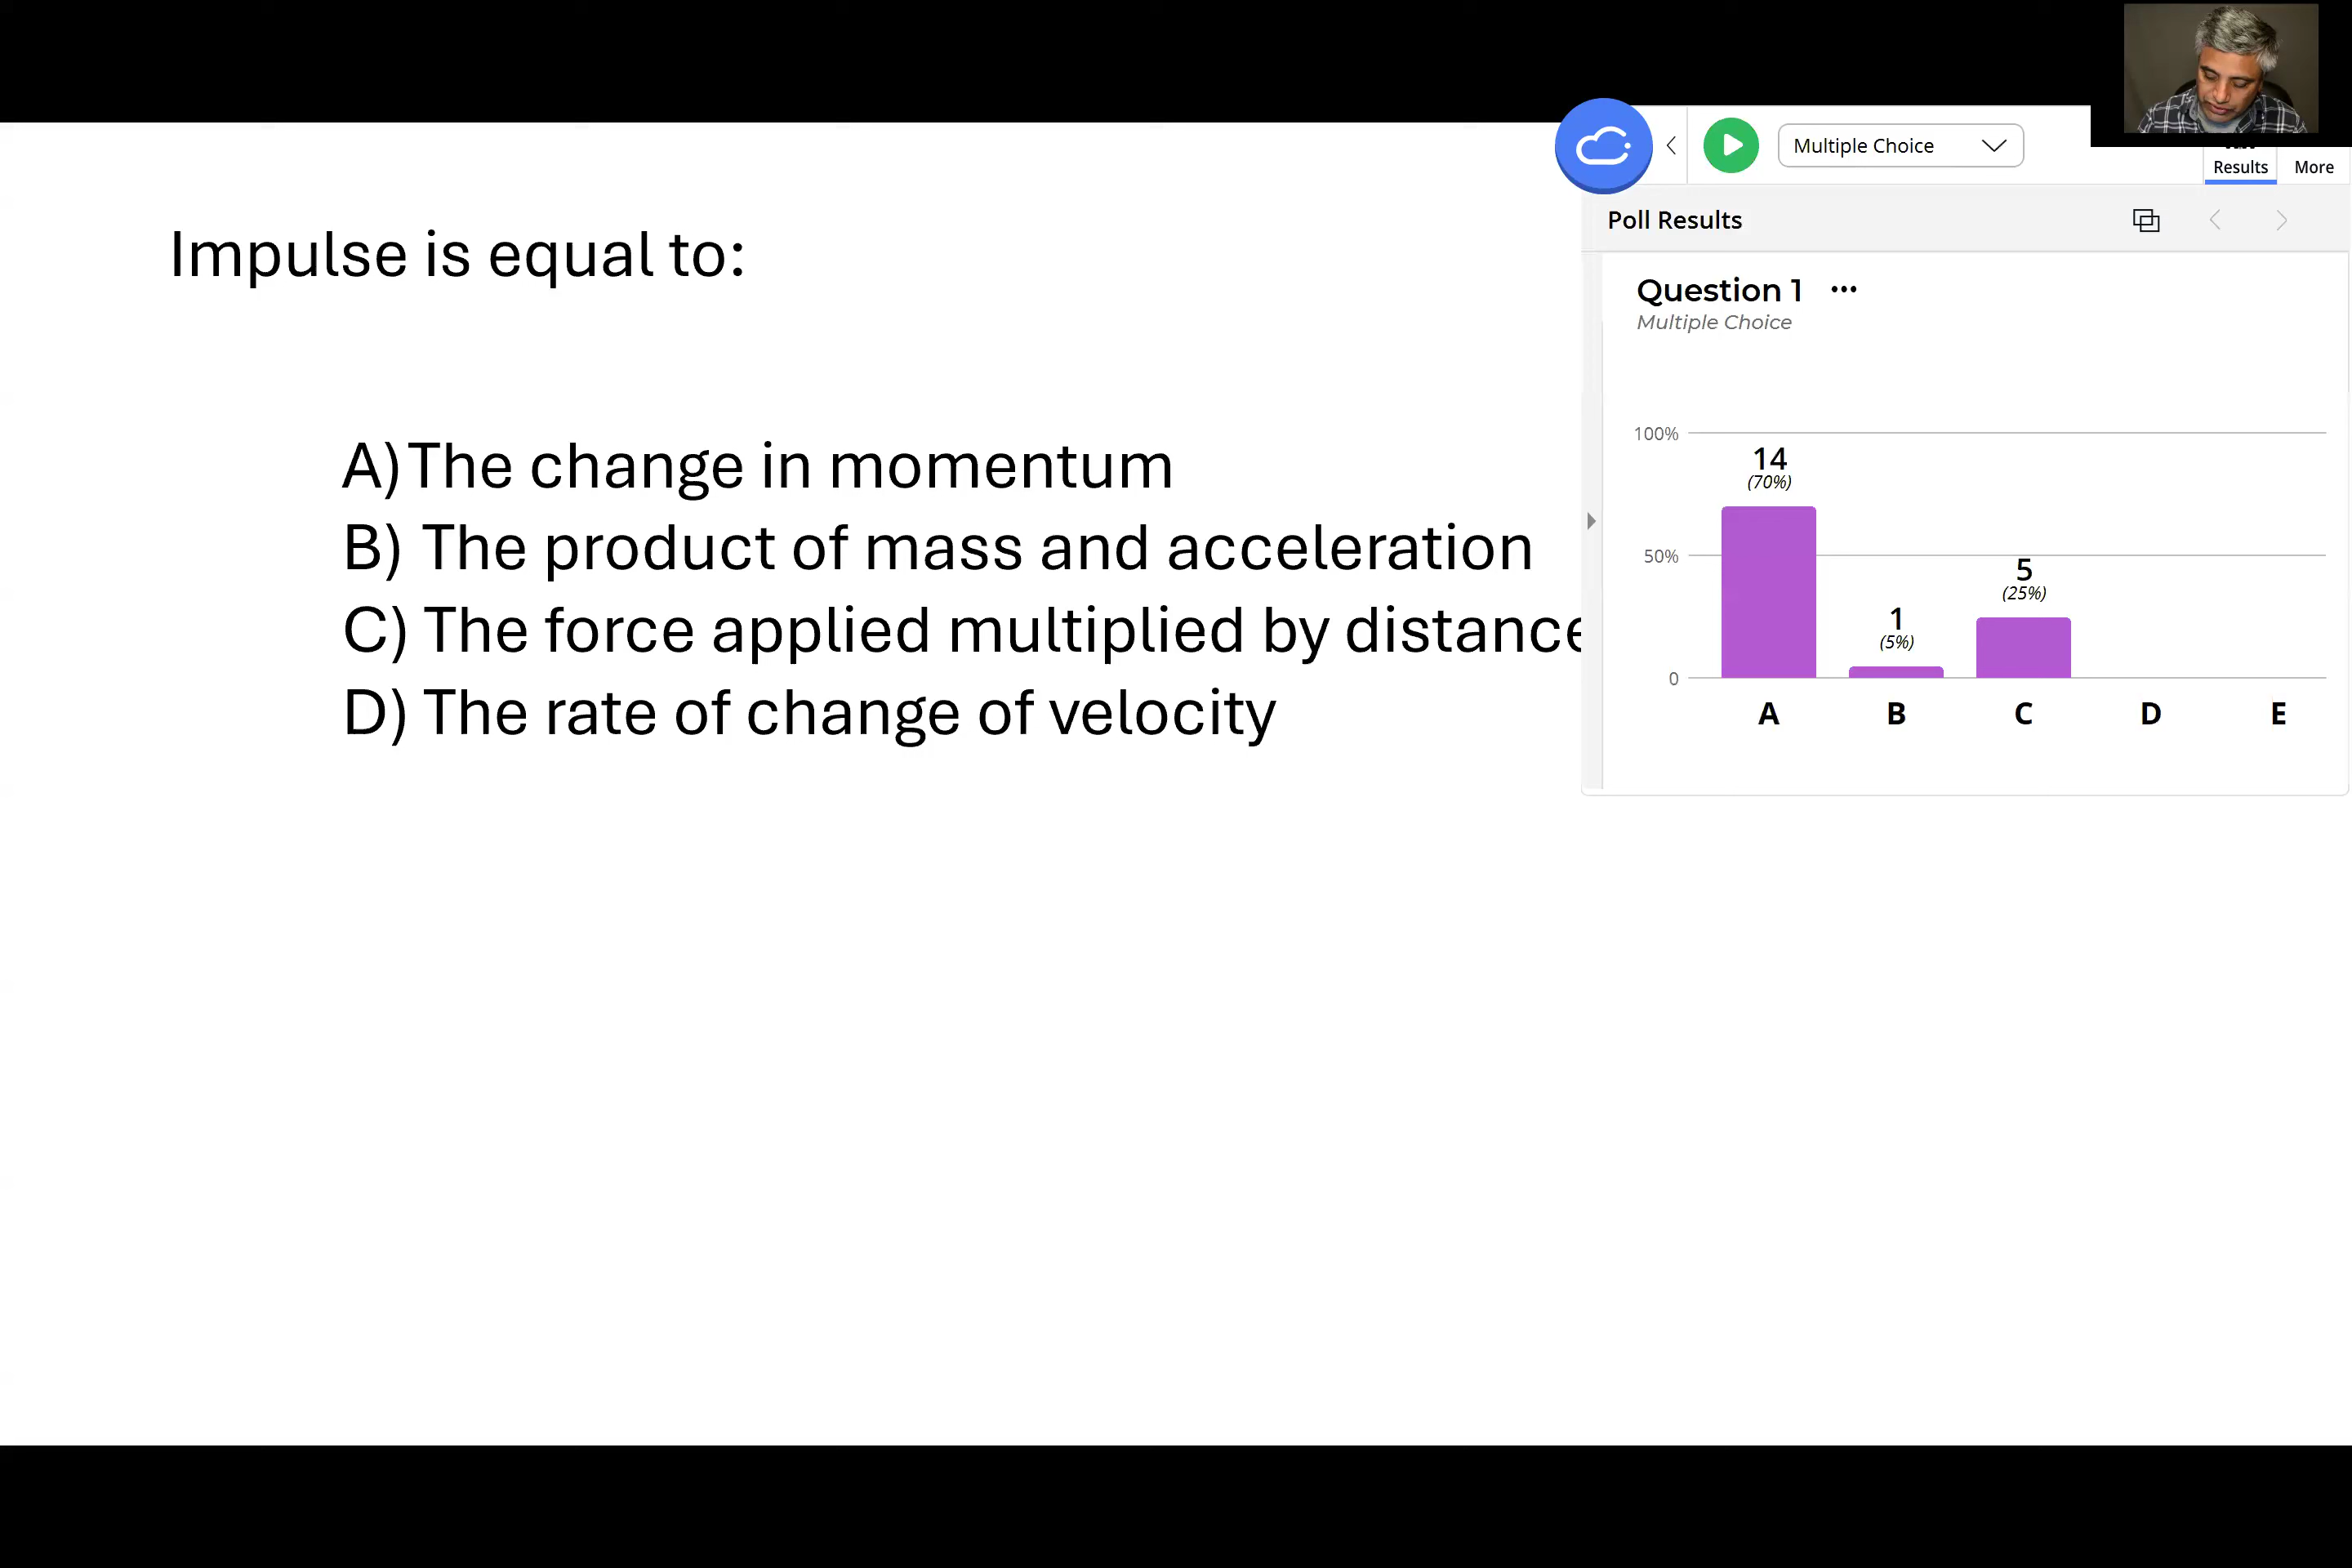 Multiple Choice
Results
More
Impulse is equal to:
Poll Results
Question 1 •••
Multiple Choice
A) The change in momentum
B) The product of mass and acceleration
C) The force applied multiplied by distance
D) The rate of change of velocity
100%
50%
0
14
(70%)
1
(5%)
5
(25%)
A B C D E